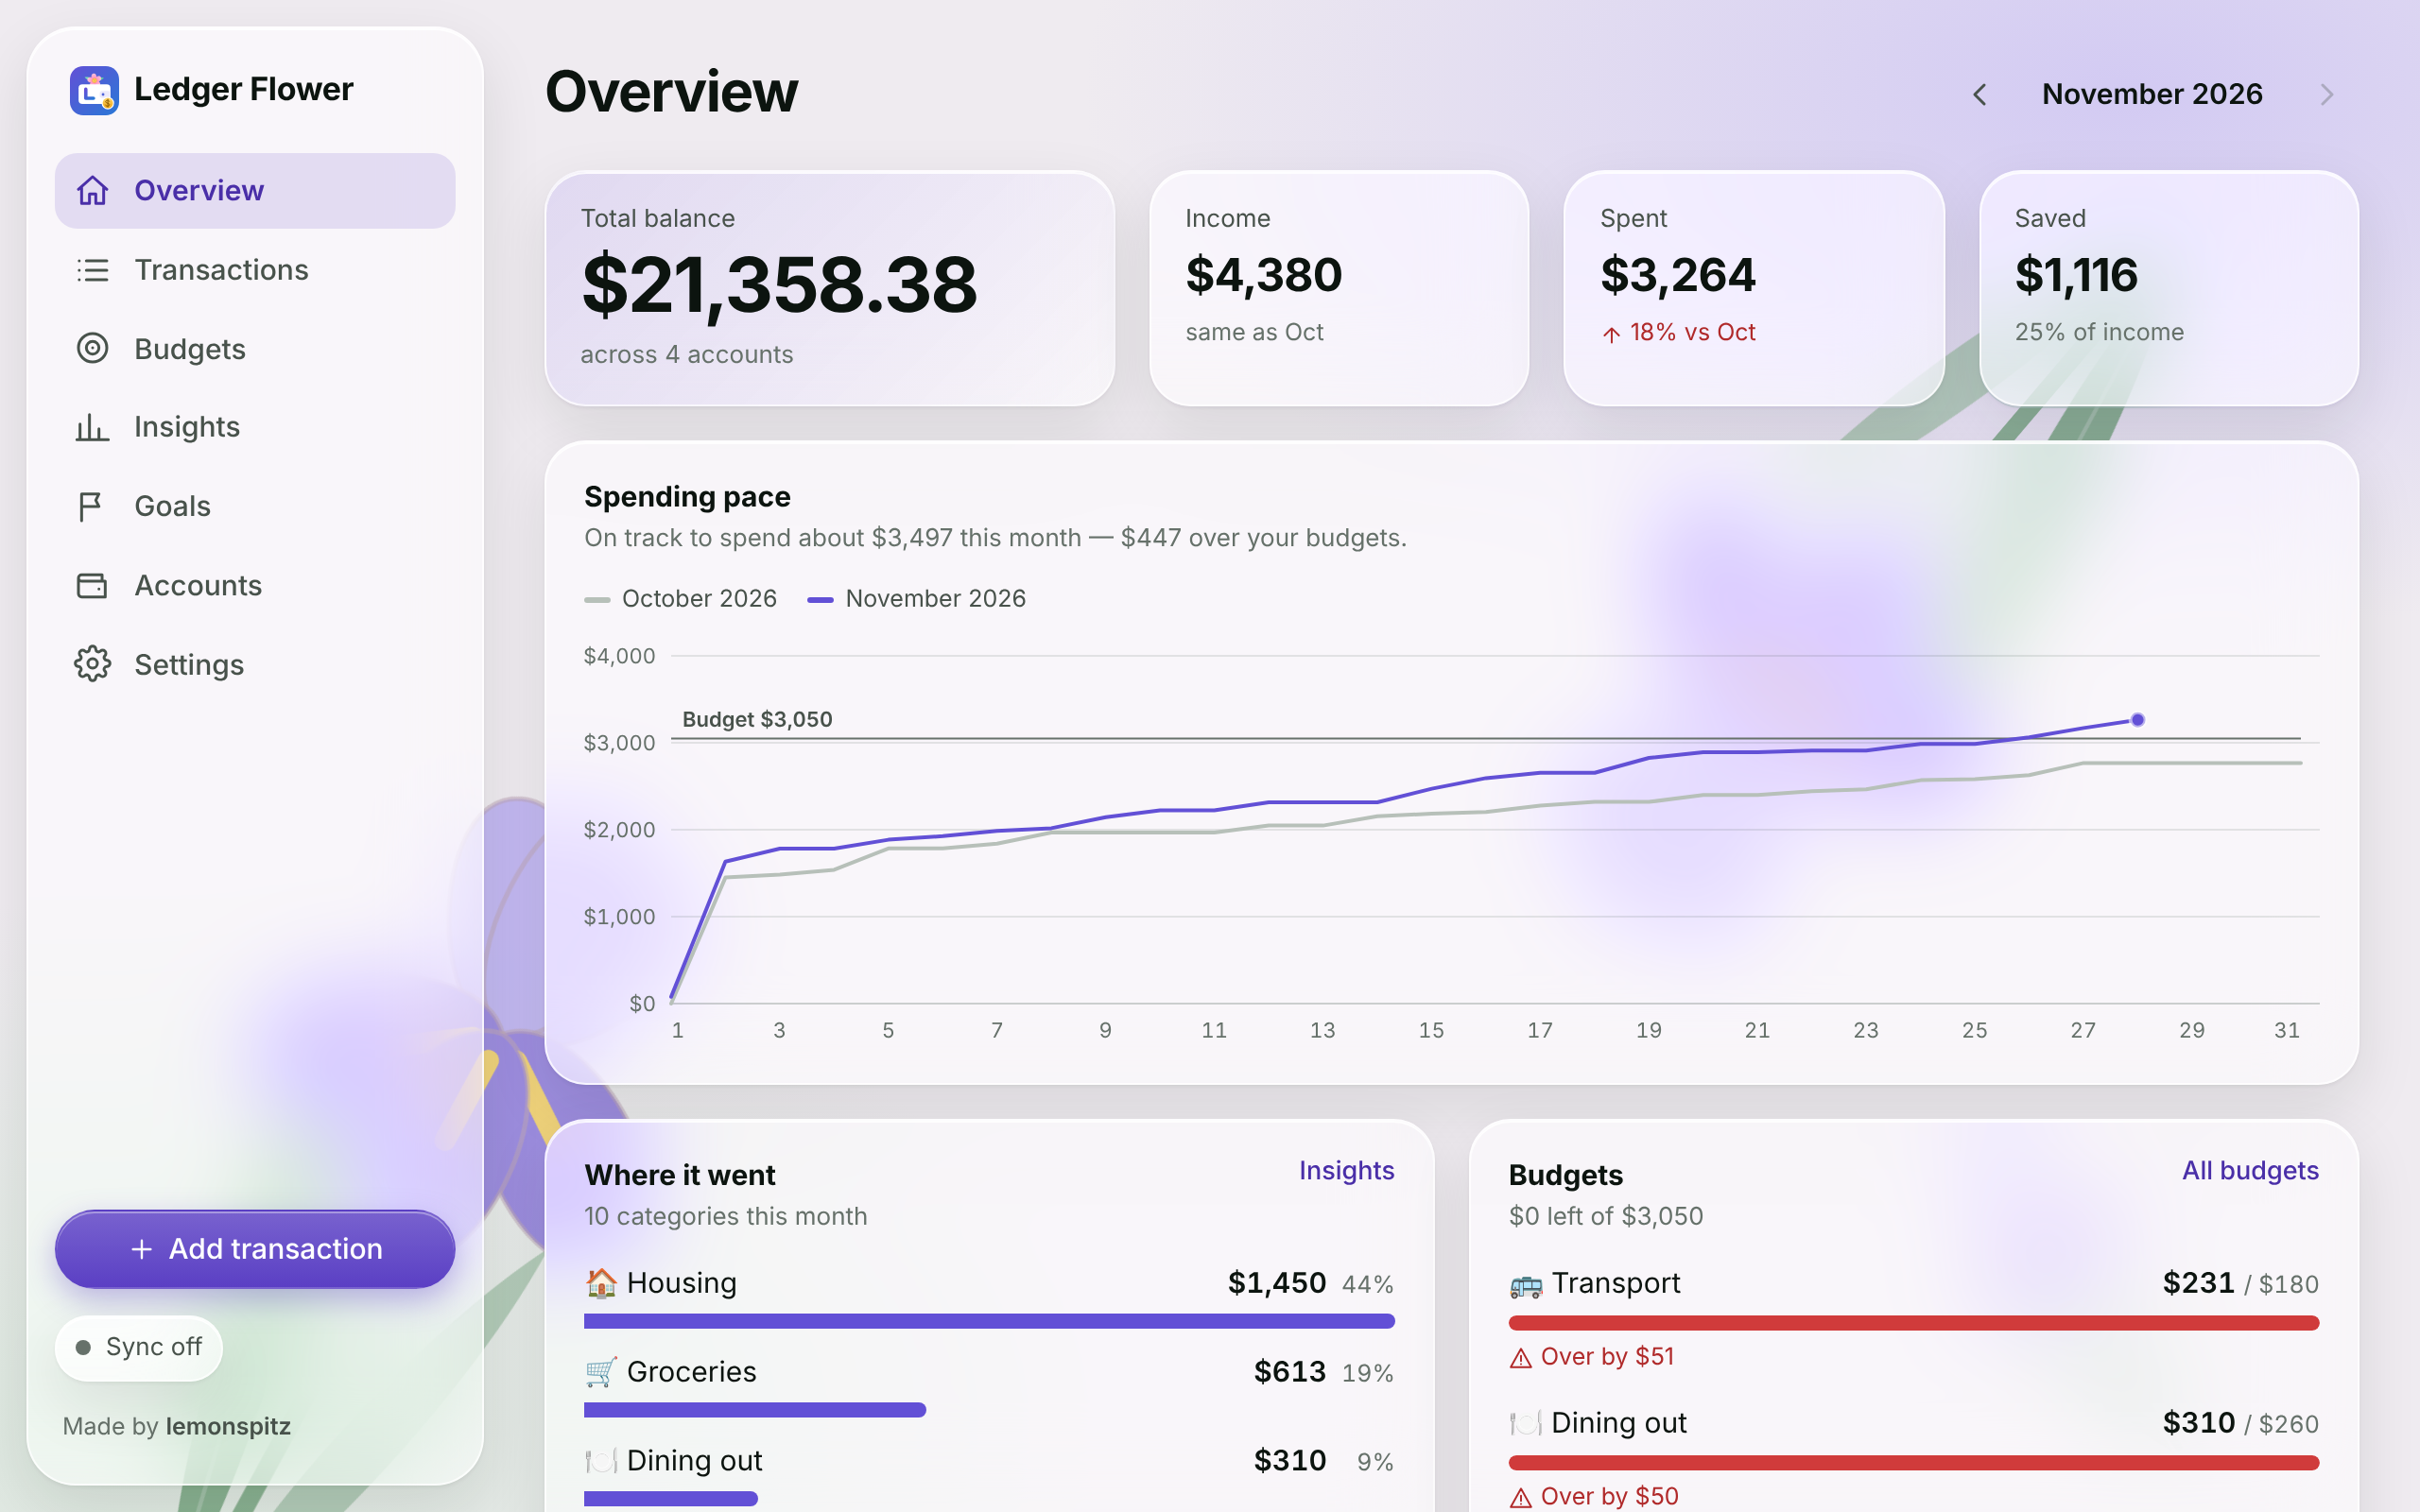 Ledger Flower
Overview
Transactions
Budgets
Insights
Goals
Accounts
Settings
+ Add transaction
Sync off
Made by lemonspitz
Overview
November 2026
Total balance
$21,358.38
across 4 accounts
Income
$4,380
same as Oct
Spent
$3,264
↑ 18% vs Oct
Saved
$1,116
25% of income
Spending pace
On track to spend about $3,497 this month — $447 over your budgets.
October 2026 November 2026
$4,000
Budget $3,050
$3,000
$2,000
$1,000
$0
1 3 5 7 9 11 13 15 17 19 21 23 25 27 29 31
Where it went Insights
10 categories this month
Housing $1,450 44%
Groceries $613 19%
Dining out $310 9%
Budgets All budgets
$0 left of $3,050
Transport $231 / $180
Over by $51
Dining out $310 / $260
Over by $50